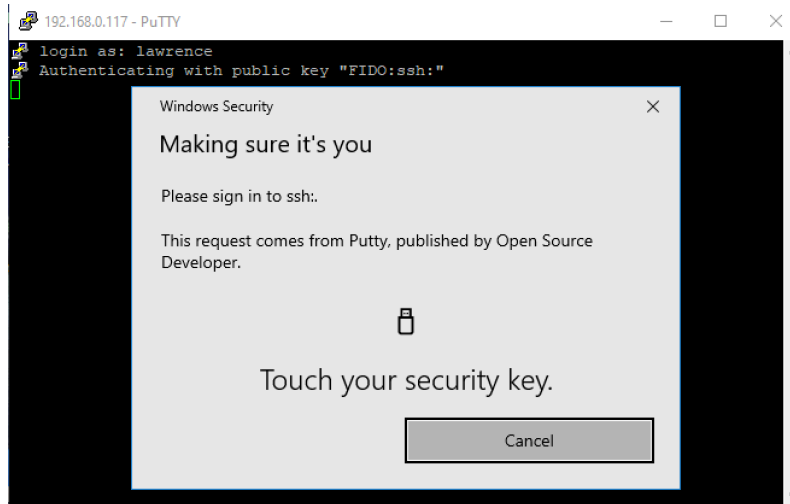 192.168.0.117 - PuTTY
login as: lawrence
Authenticating with public key "FIDO:ssh:"
Windows Security
Making sure it's you
Please sign in to ssh:.
This request comes from Putty, published by Open Source
Developer.
Touch your security key.
Cancel